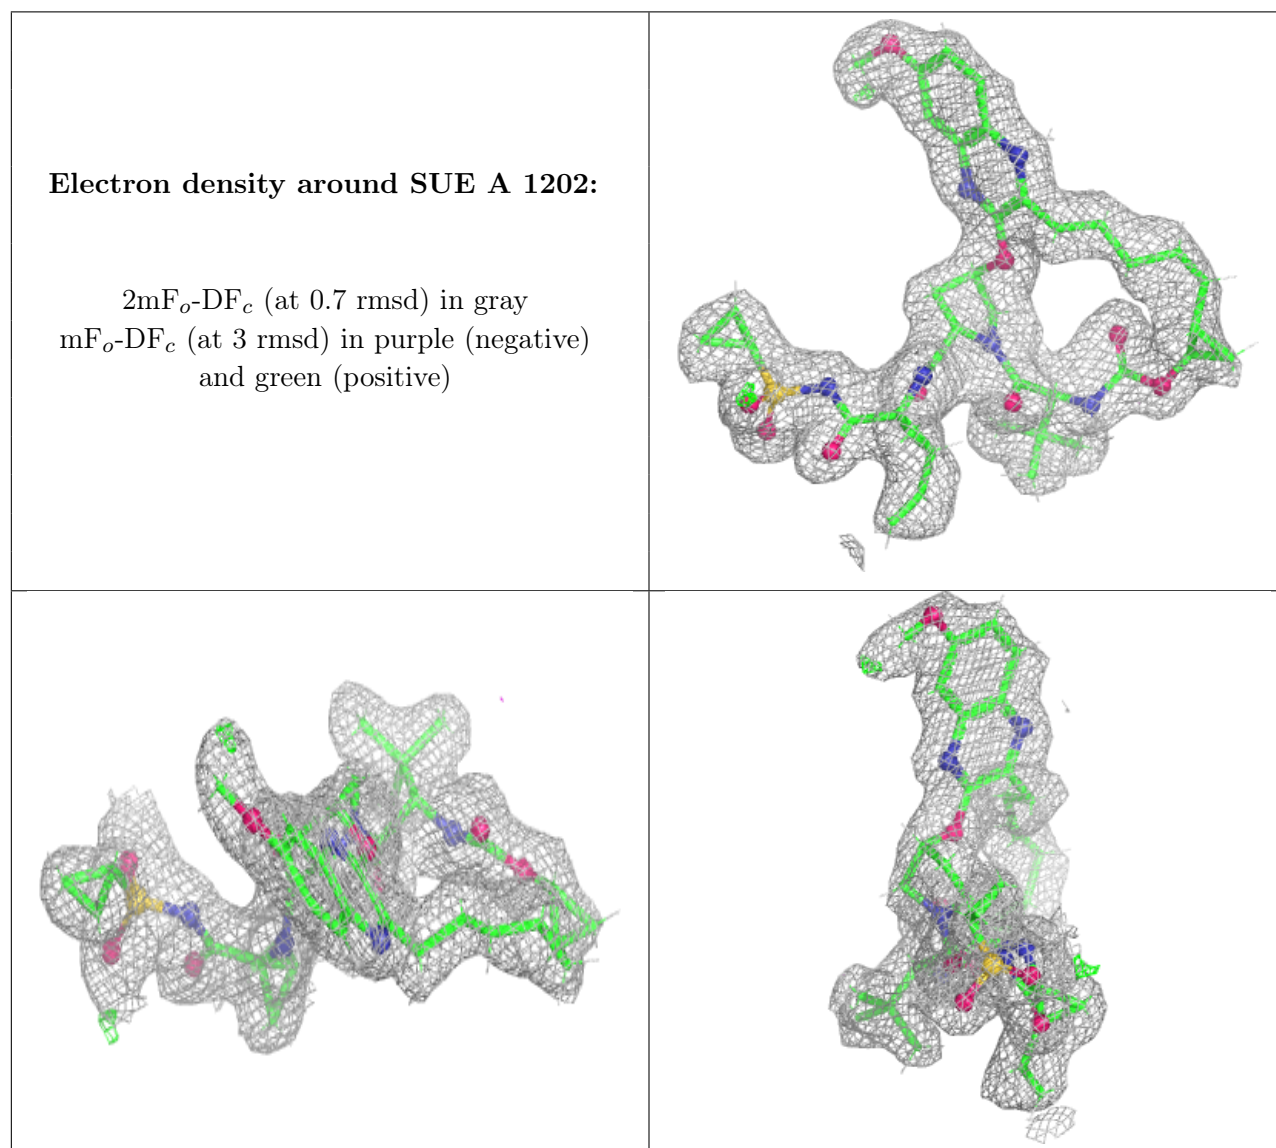 Electron density around SUE A 1202:
2mFo-DFc (at 0.7 rmsd) in gray
mFo-DFc (at 3 rmsd) in purple (negative)
and green (positive)